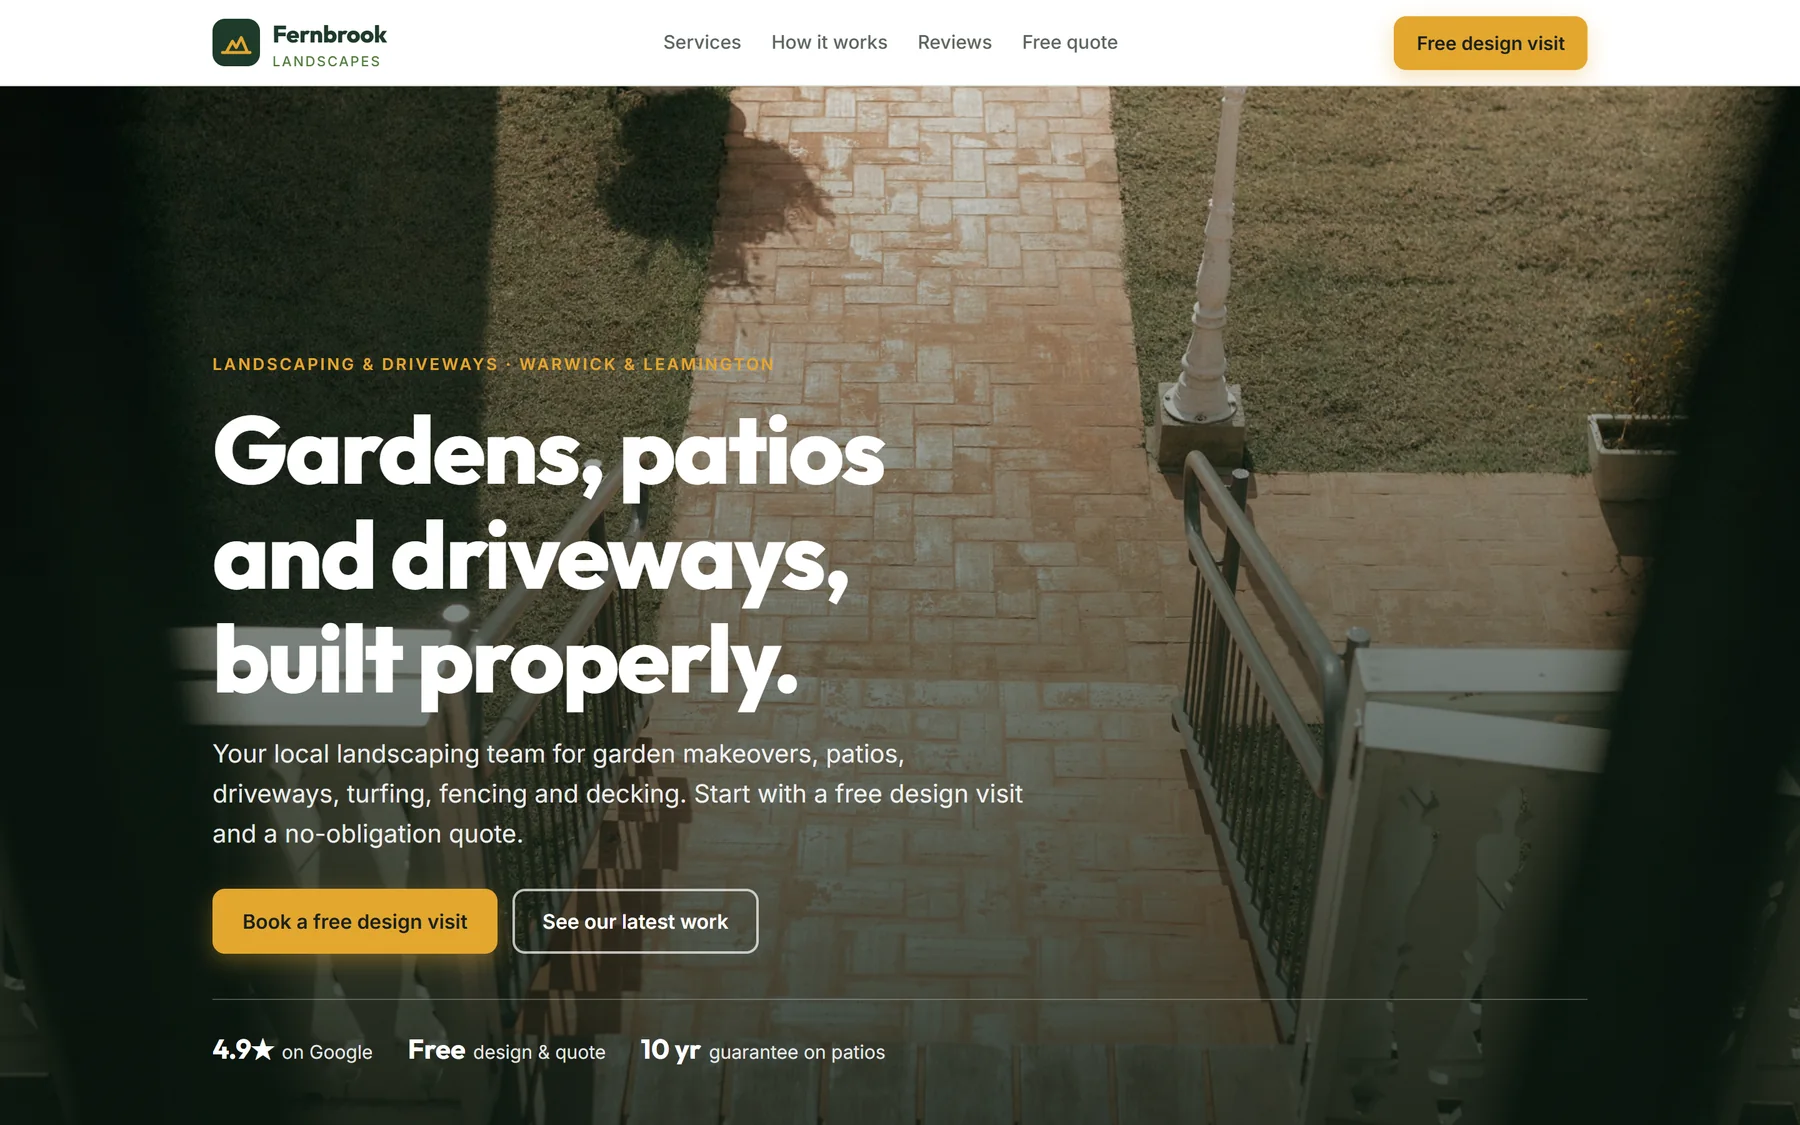 Fernbrook
LANDSCAPES
Services
How it works
Reviews
Free quote
Free design visit
LANDSCAPING & DRIVEWAYS · WARWICK & LEAMINGTON
Gardens, patios
and driveways,
built properly.
Your local landscaping team for garden makeovers, patios,
driveways, turfing, fencing and decking. Start with a free design visit
and a no-obligation quote.
Book a free design visit
See our latest work
4.9★ on Google
Free design & quote
10 yr guarantee on patios